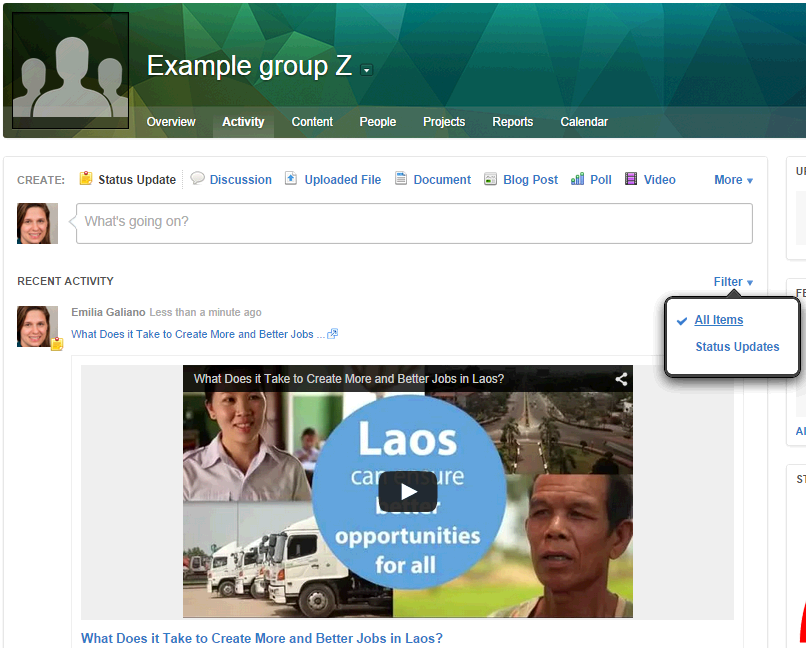 Example group Z
Overview Activity Content People Projects Reports Calendar
CREATE: Status Update Discussion Uploaded File Document Blog Post Poll Video More
What's going on?
RECENT ACTIVITY Filter
All Items
Status Updates
Emilia Galiano Less than a minute ago
What Does it Take to Create More and Better Jobs ...
What Does it Take to Create More and Better Jobs in Laos?
Laos
can ensure
better
opportunities
for all
What Does it Take to Create More and Better Jobs in Laos?